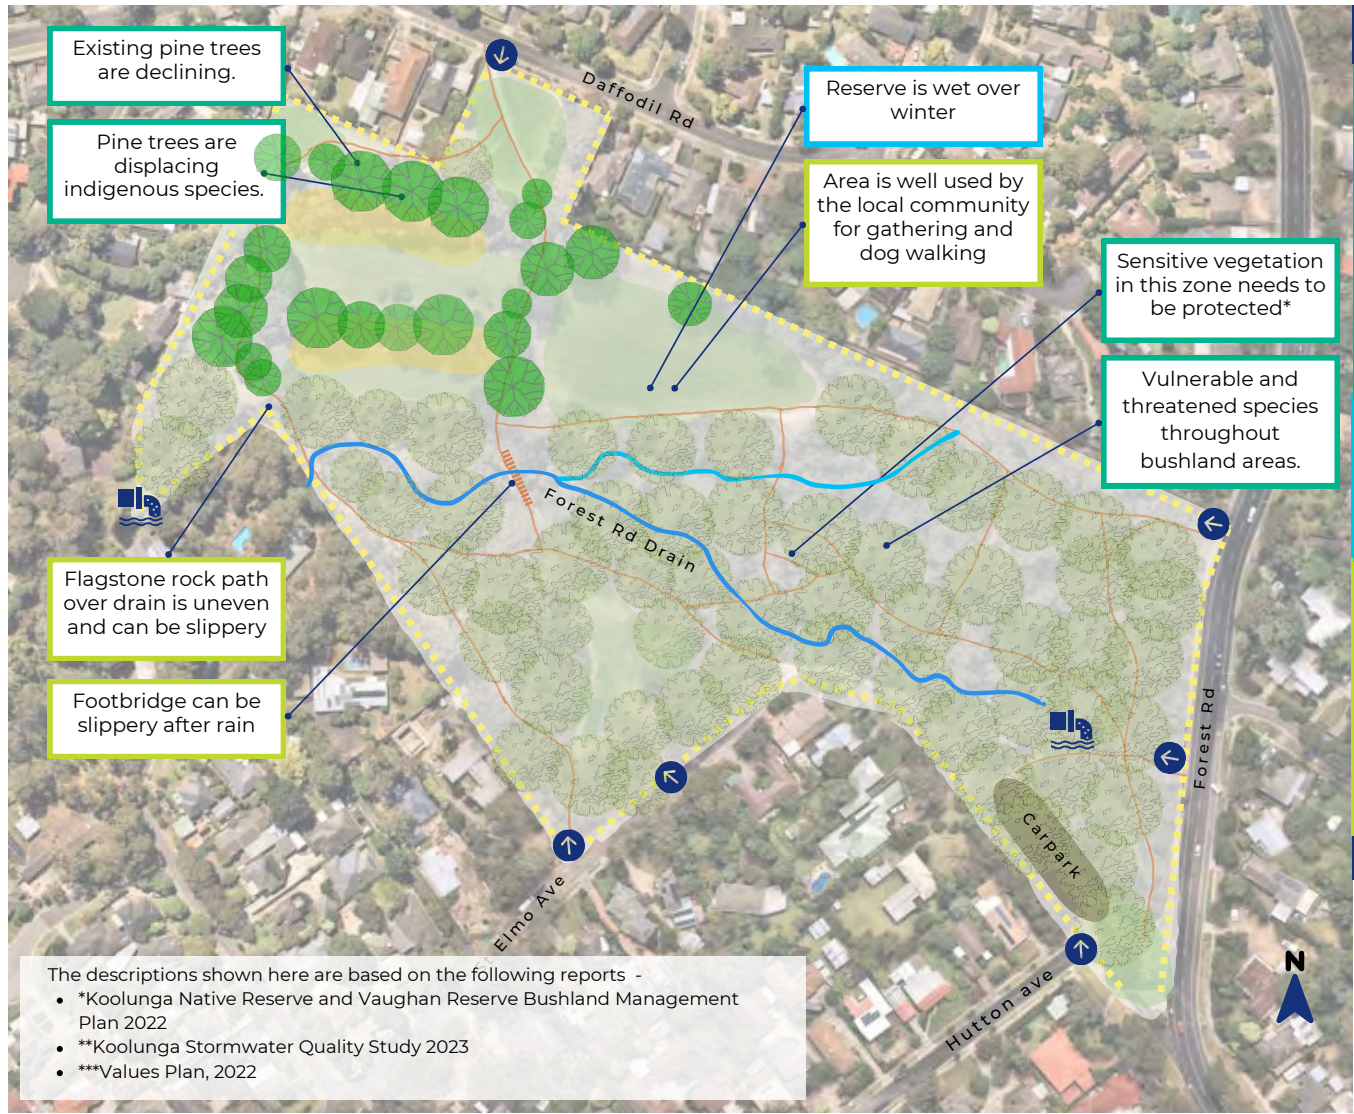 Existing pine trees
are declining.
Pine trees are
displacing
indigenous species.
Daffodil Rd
Reserve is wet over
winter
Area is well used by
the local community
for gathering and
dog walking
Sensitive vegetation
in this zone needs to
be protected*
Vulnerable and
threatened species
throughout
bushland areas.
Forest Rd Drain
Flagstone rock path
over drain is uneven
and can be slippery
Footbridge can be
slippery after rain
Forest Rd
Carpark
Elmo Ave
Hutton ave
N
The descriptions shown here are based on the following reports -
• *Koolunga Native Reserve and Vaughan Reserve Bushland Management
Plan 2022
• **Koolunga Stormwater Quality Study 2023
• ***Values Plan, 2022